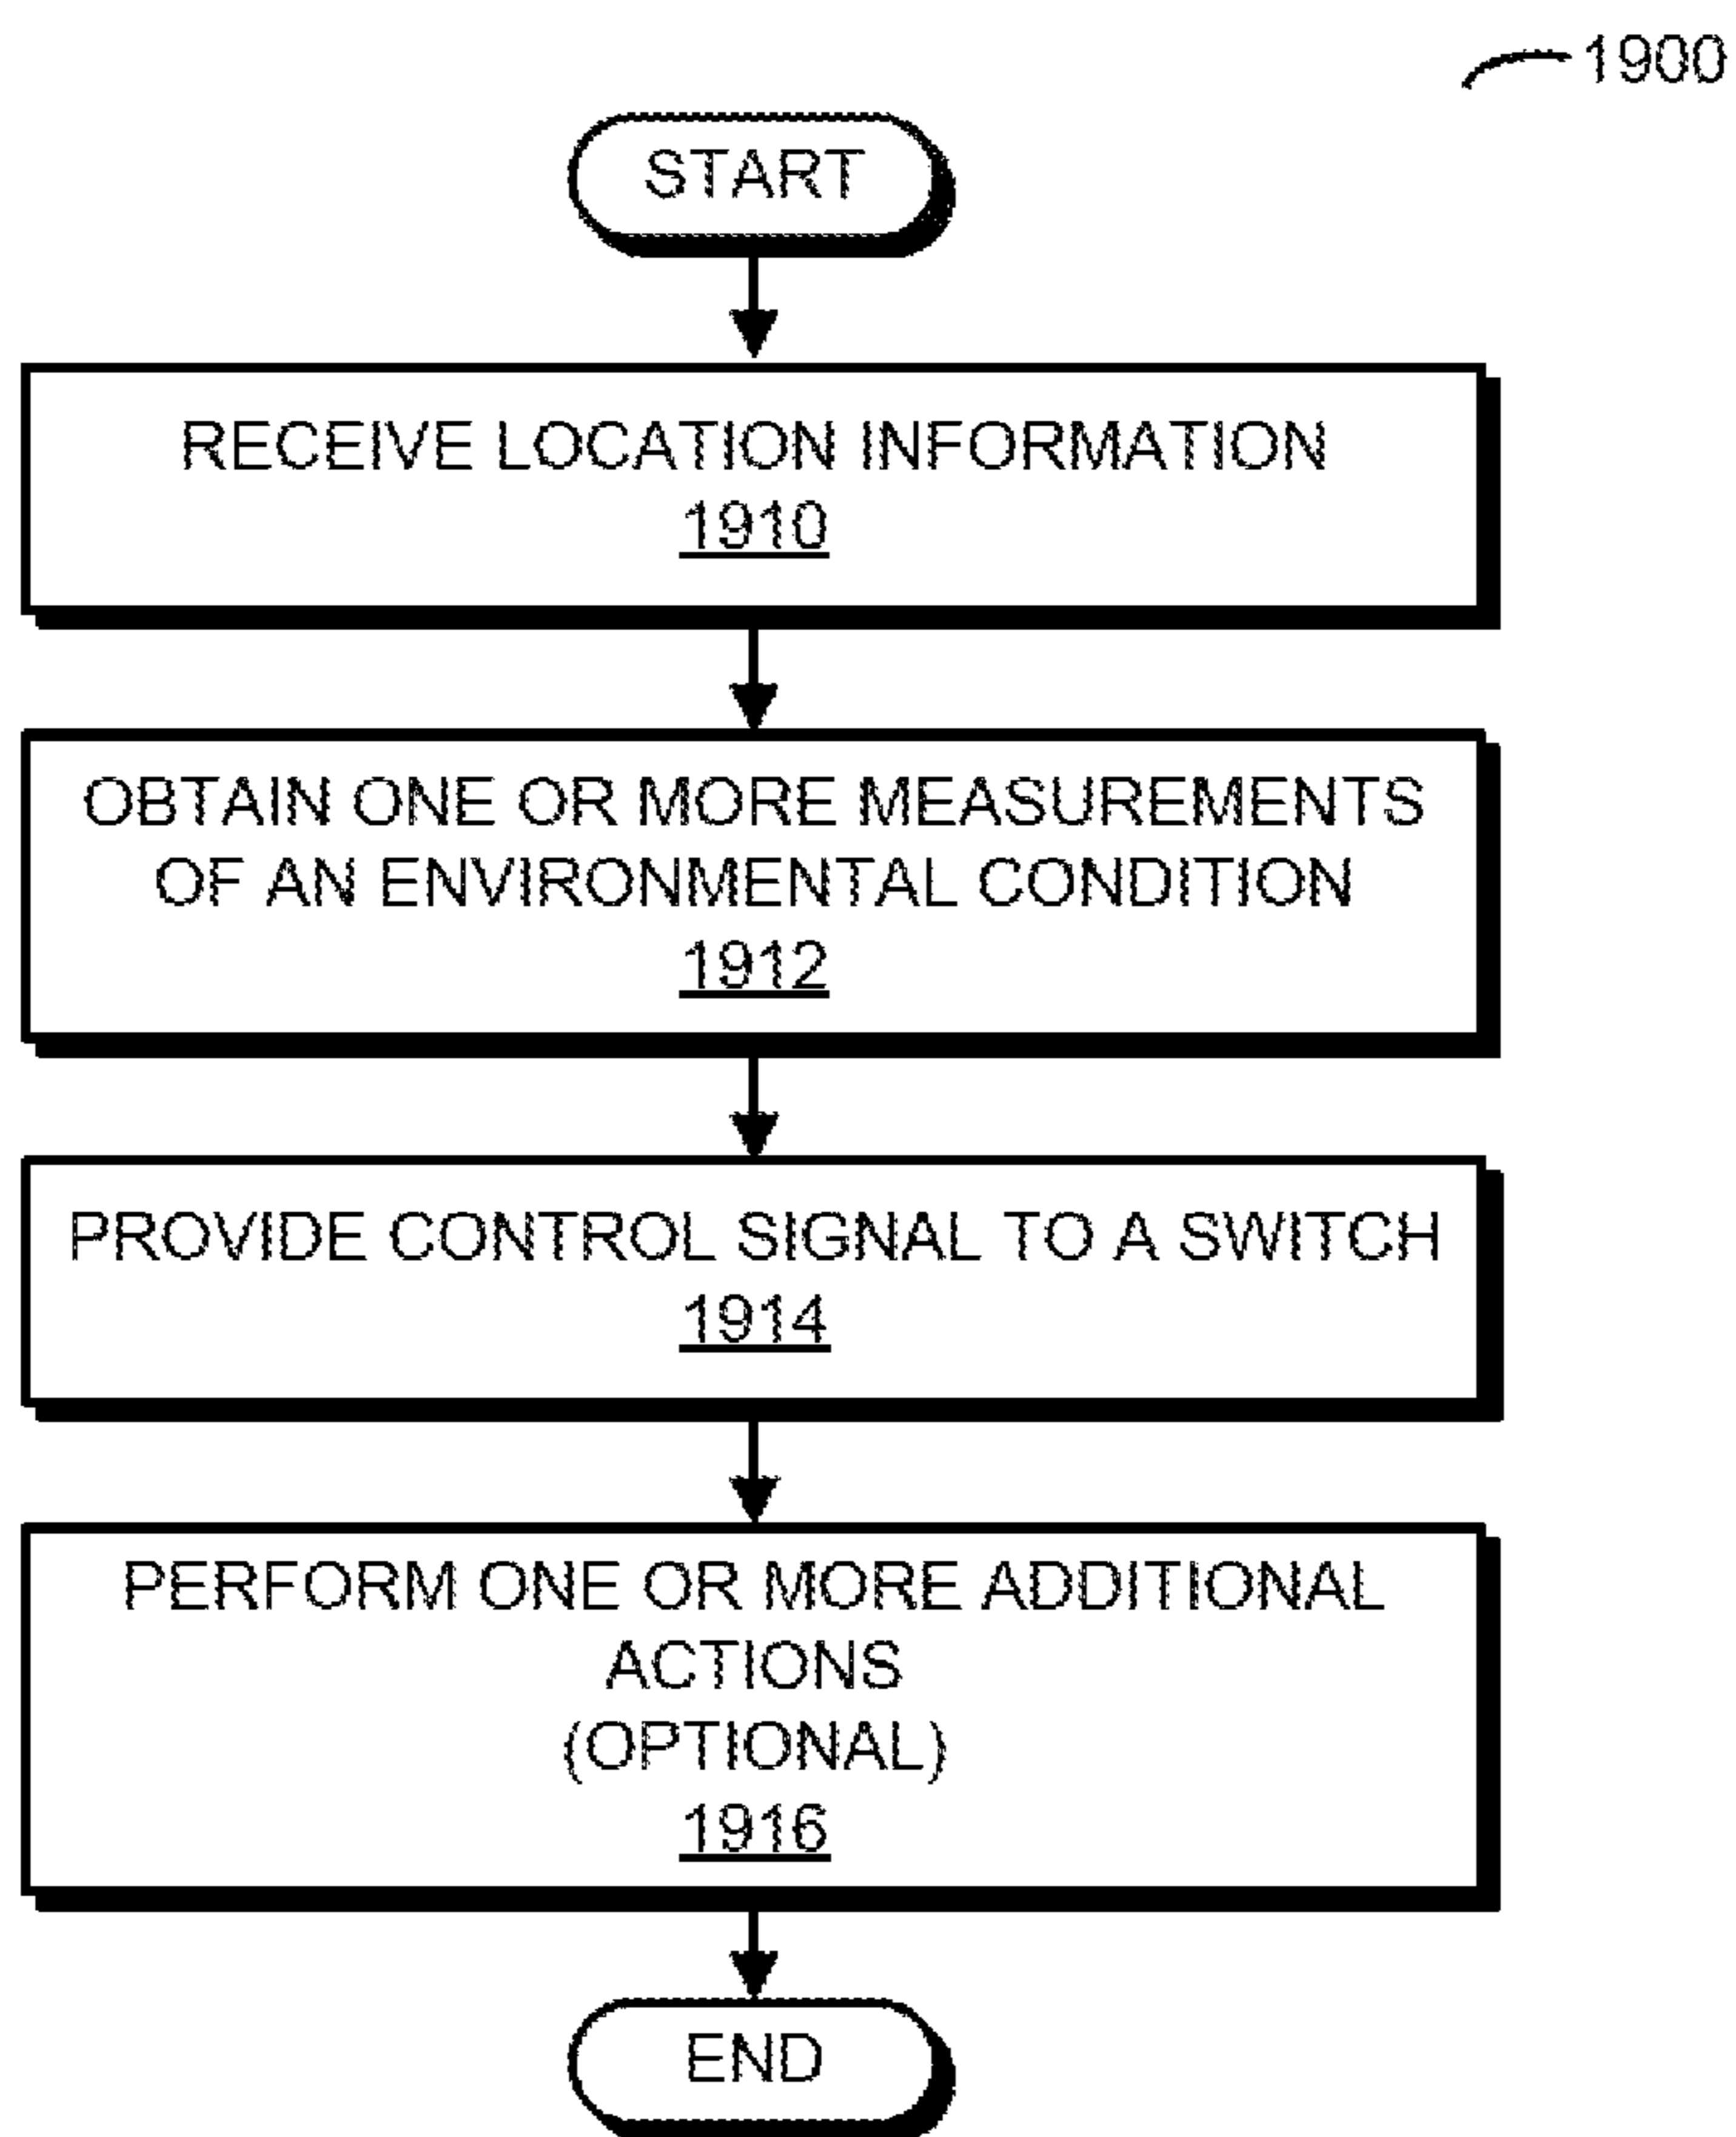 1900
START
RECEIVE LOCATION INFORMATION
1910
OBTAIN ONE OR MORE MEASUREMENTS
OF AN ENVIRONMENTAL CONDITION
1912
PROVIDE CONTROL SIGNAL TO A SWITCH
1914
PERFORM ONE OR MORE ADDITIONAL
ACTIONS
(OPTIONAL)
1916
END